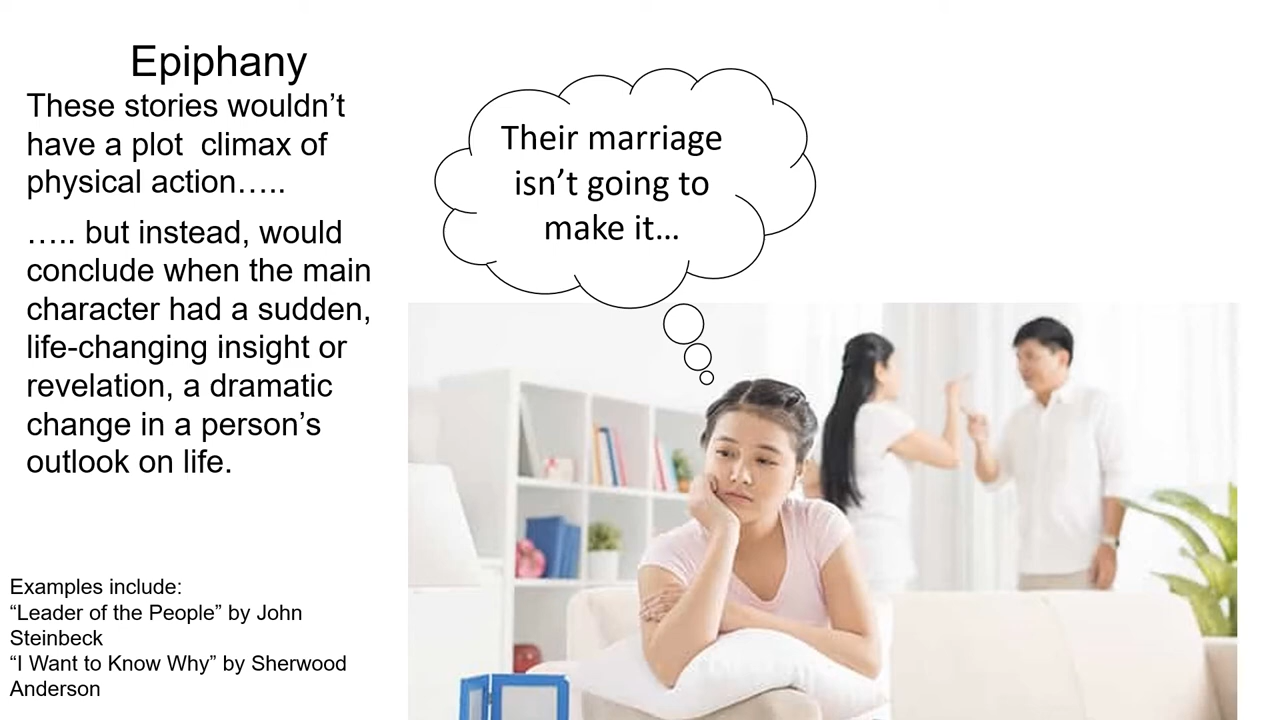 Epiphany
These stories wouldn’t
have a plot  climax of
physical action…..
….. but instead, would
conclude when the main
character had a sudden,
life-changing insight or
revelation, a dramatic
change in a person’s
outlook on life.
Examples include:
“Leader of the People” by John
Steinbeck
“I Want to Know Why” by Sherwood
Anderson
Their marriage
isn’t going to
make it…